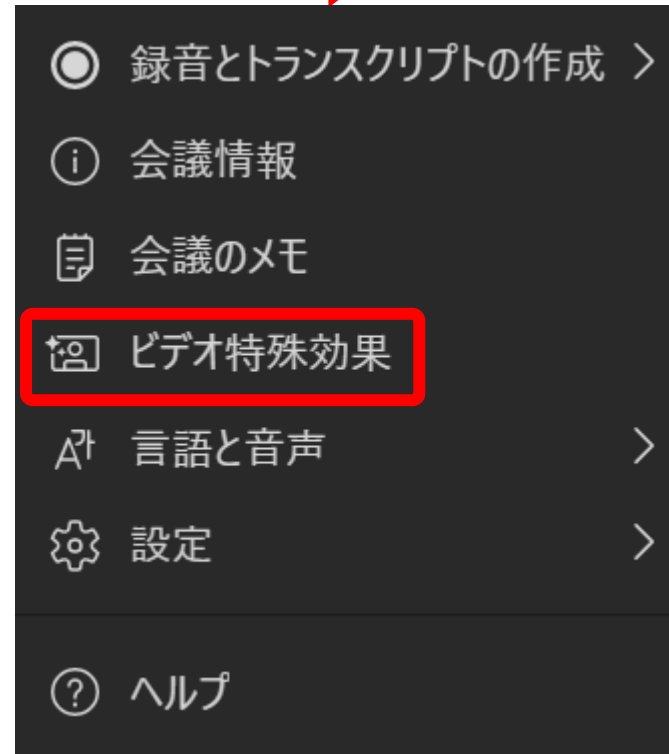 録音とトランスクリプトの作成
会議情報
会議のメモ
ビデオ特殊効果
言語と音声
設定
ヘルプ